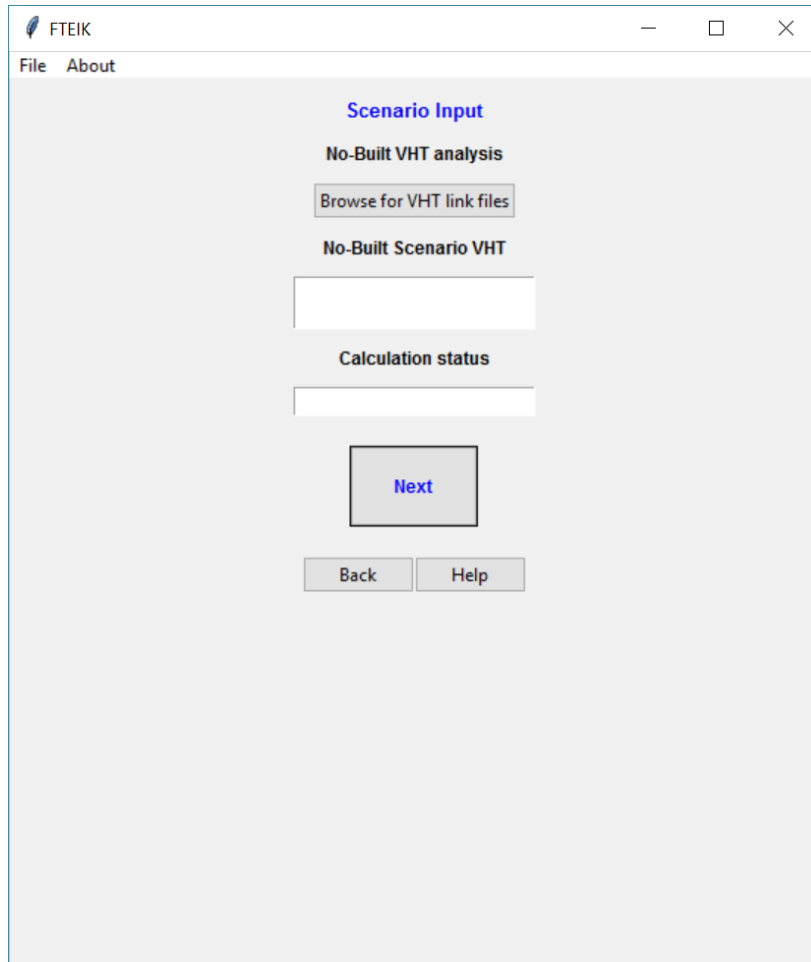 FTEIK
File About
Scenario Input
No-Built VHT analysis
Browse for VHT link files
No-Built Scenario VHT
Calculation status
Next
Back Help